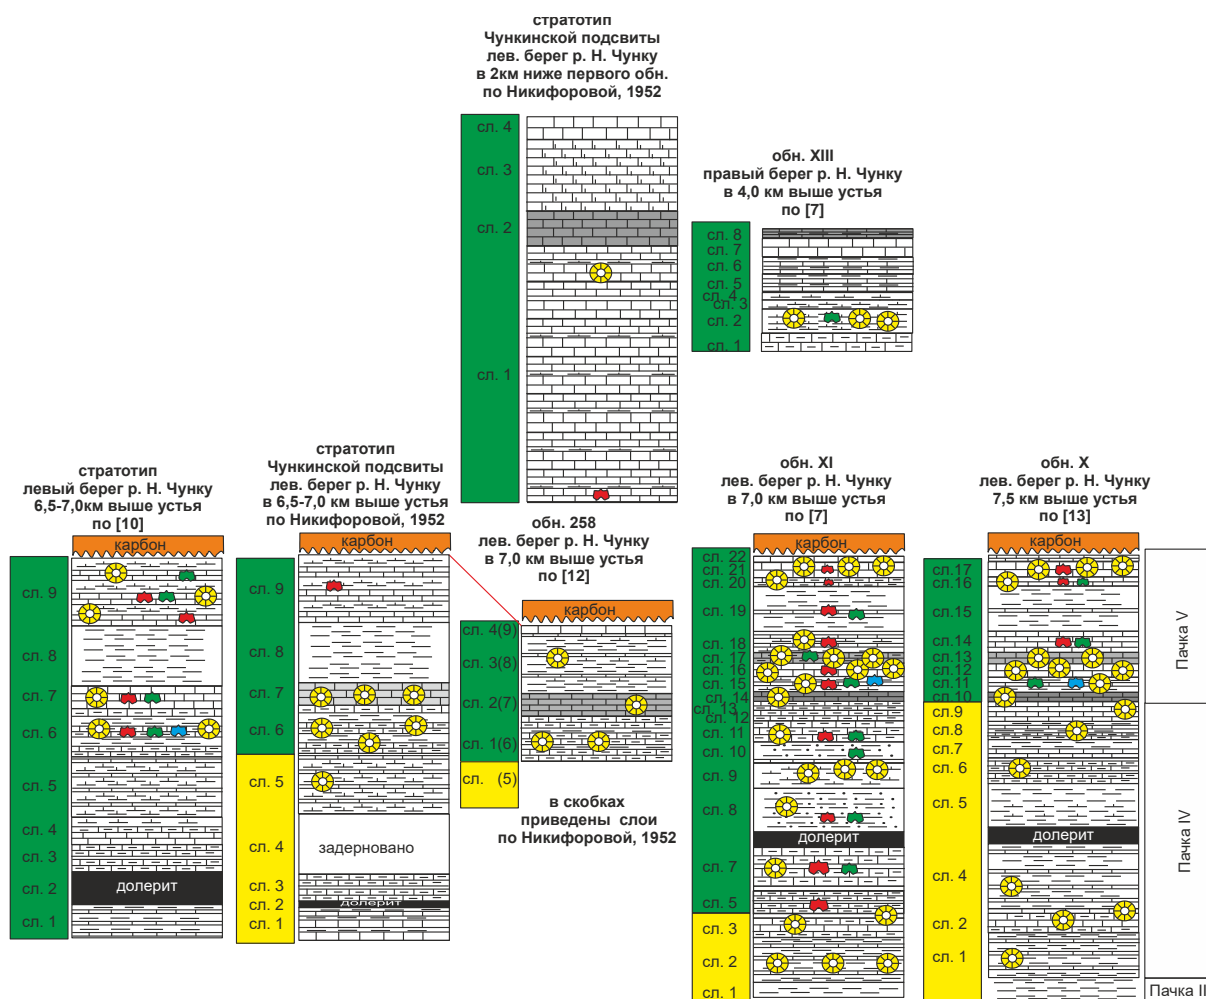 стратотип
Чункинской подсвиты
лев. берег р. Н. Чунку
в 2км ниже первого обн.
по Никифоровой, 1952
сл. 4
сл. 3
сл. 2
сл. 1
обн. XIII
правый берег р. Н. Чунку
в 4,0 км выше устья
по [7]
сл. 8
сл. 7
сл. 6
сл. 5
сл. 4
сл. 3
сл. 2
сл. 1
стратотип
левый берег р. Н. Чунку
6,5-7,0км выше устья
по [10]
карбон
сл. 9
сл. 8
сл. 7
сл. 6
сл. 5
сл. 4
сл. 3
сл. 2
долерит
сл. 1
стратотип
Чункинской подсвиты
лев. берег р. Н. Чунку
в 6,5-7,0 км выше устья
по Никифоровой, 1952
карбон
сл. 9
сл. 8
сл. 7
сл. 6
сл. 5
сл. 4
задерновано
сл. 3
сл. 2
долерит
сл. 1
обн. 258
лев. берег р. Н. Чунку
в 7,0 км выше устья
по [12]
карбон
сл. 4(9)
сл. 3(8)
сл. 2(7)
сл. 1(6)
сл. (5)
в скобках
приведены слои
по Никифоровой, 1952
обн. XI
лев. берег р. Н. Чунку
в 7,0 км выше устья
по [7]
карбон
сл. 22
сл. 21
сл. 20
сл. 19
сл. 18
сл. 17
сл. 16
сл. 15
сл. 14
сл. 13
сл. 12
сл. 11
сл. 10
сл. 9
сл. 8
долерит
сл. 7
сл. 5
сл. 3
сл. 2
сл. 1
обн. X
лев. берег р. Н. Чунку
7,5 км выше устья
по [13]
карбон
сл.17
сл.16
сл.15
сл.14
сл.13
сл.12
сл.11
сл.10
сл.9
сл.8
сл.7
сл. 6
сл. 5
долерит
сл. 4
сл. 2
сл. 1
Пачка V
Пачка IV
Пачка II